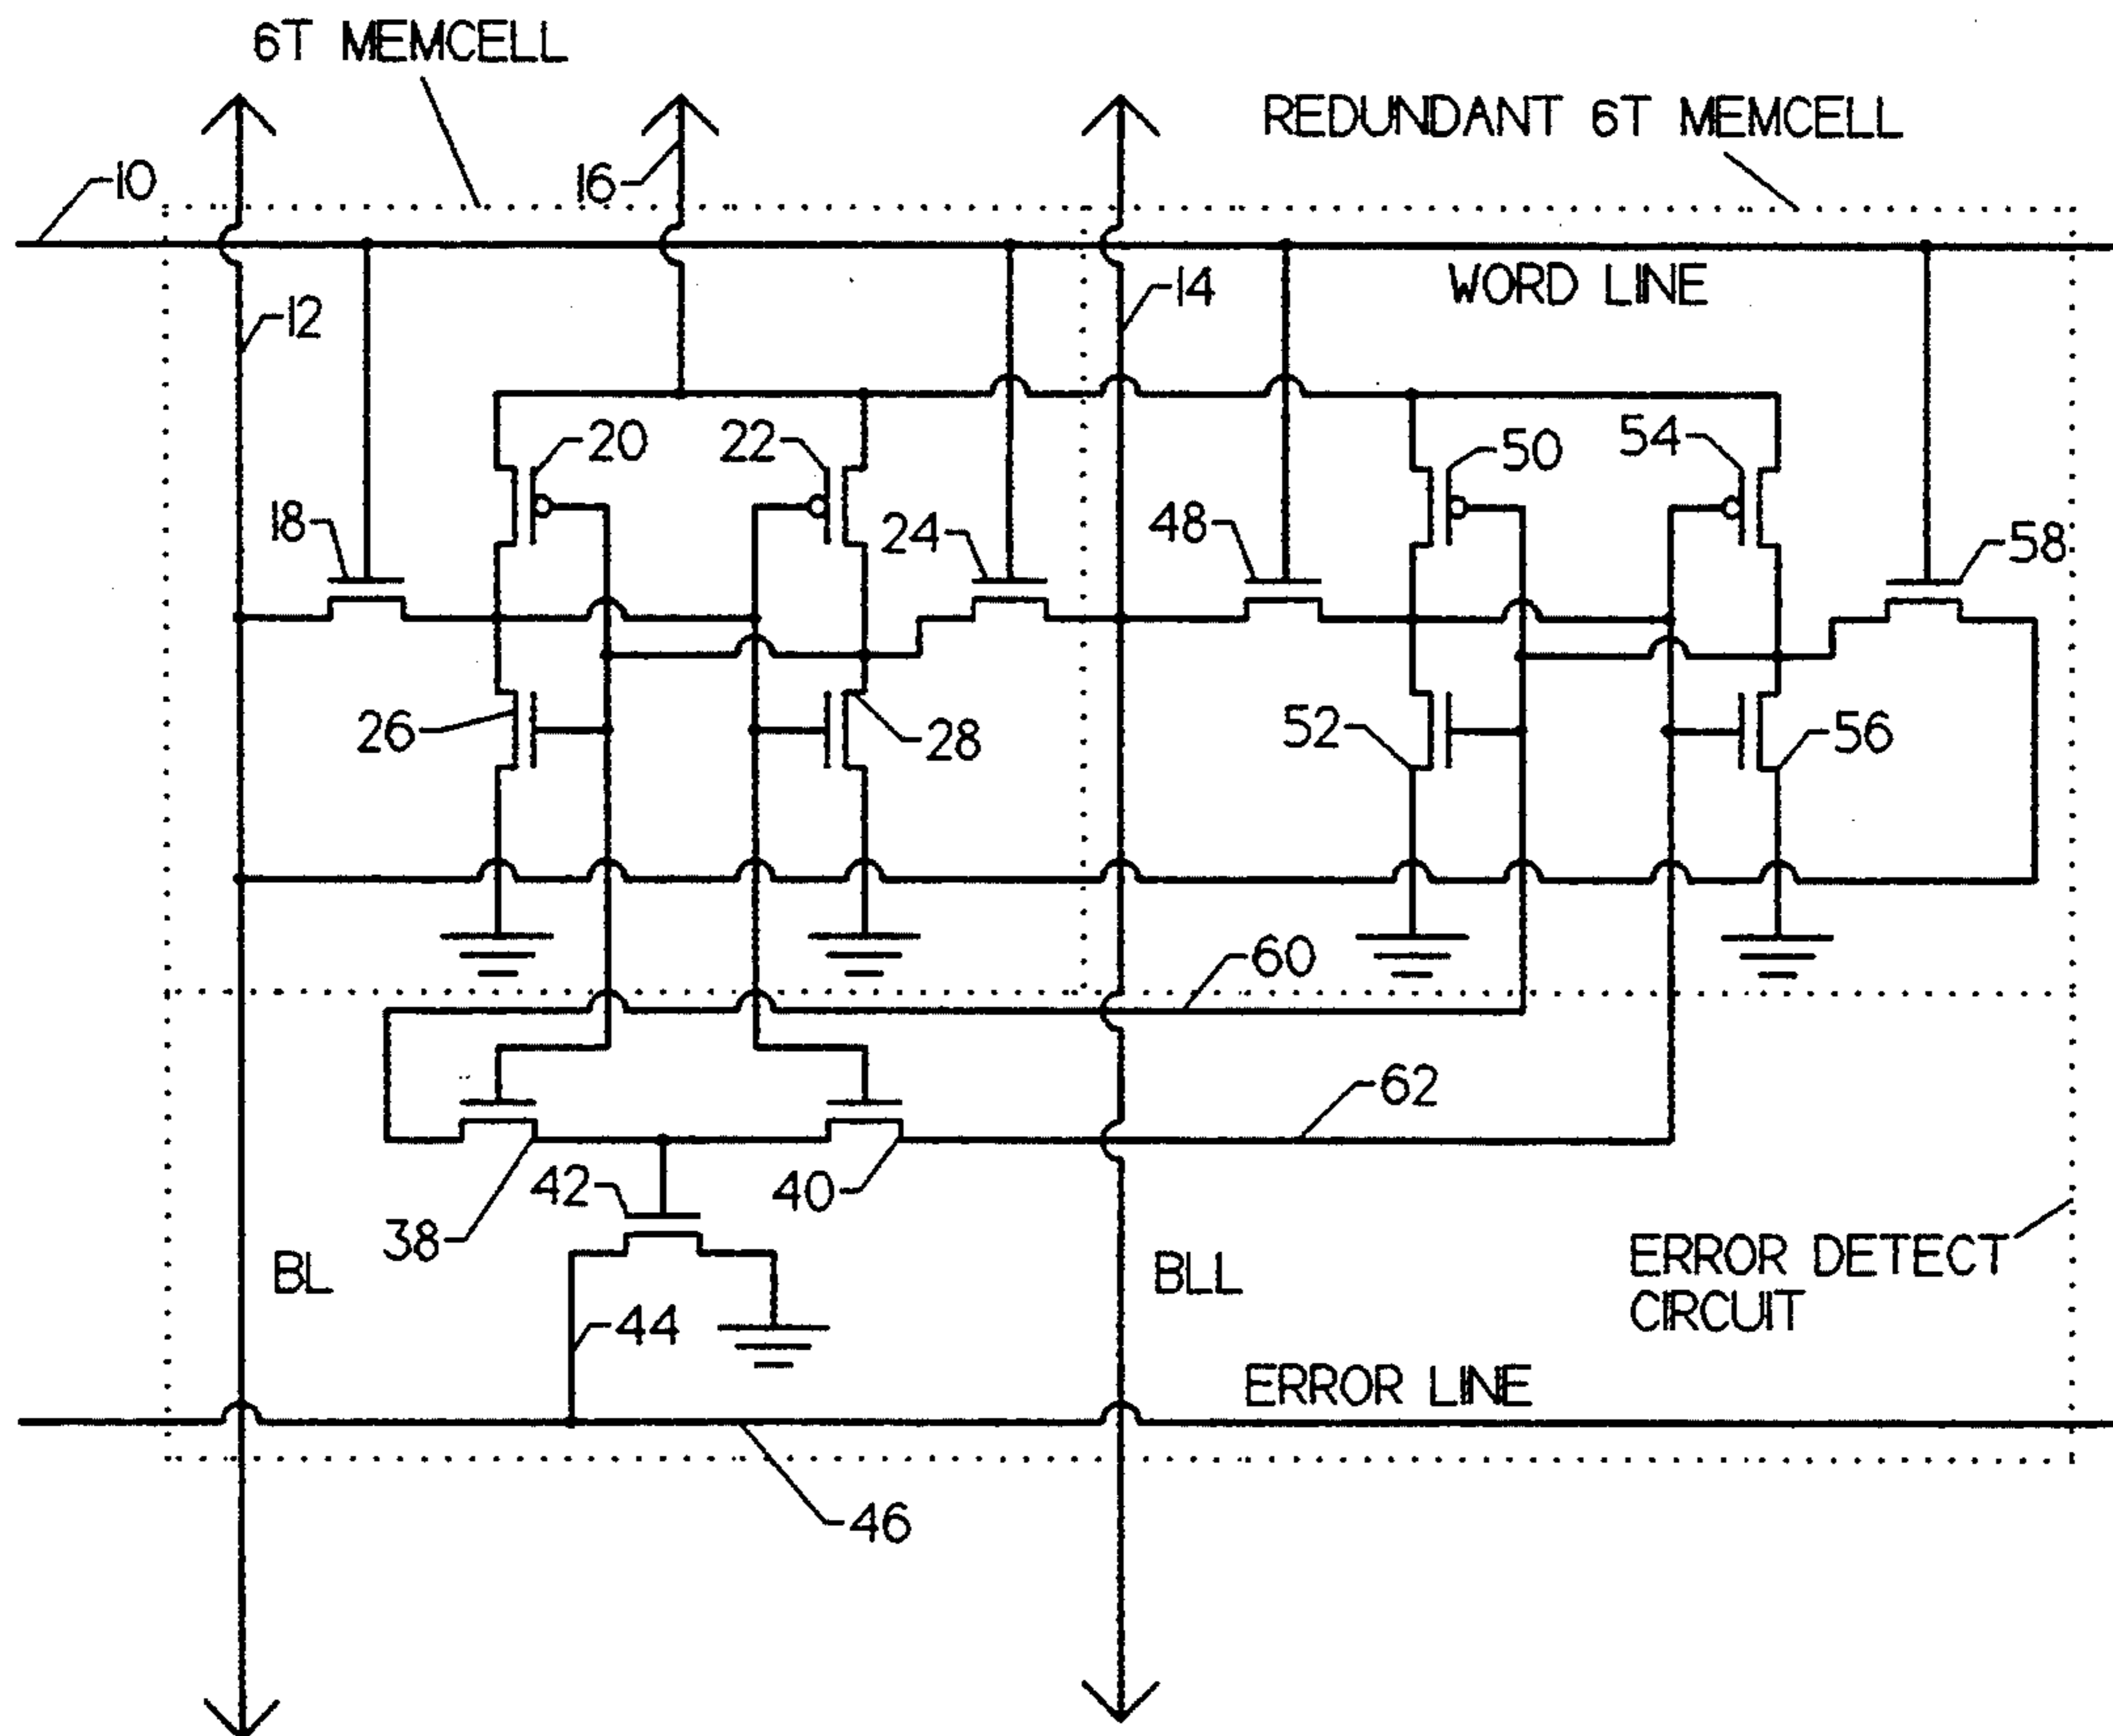 6T MEMCELL
REDUNDANT 6T MEMCELL
10
16
WORD LINE
12
14
20
22
50
54
18
24
48
58
26
28
52
56
60
62
42
40
38
BL
BLL
ERROR DETECT
CIRCUIT
44
ERROR LINE
46